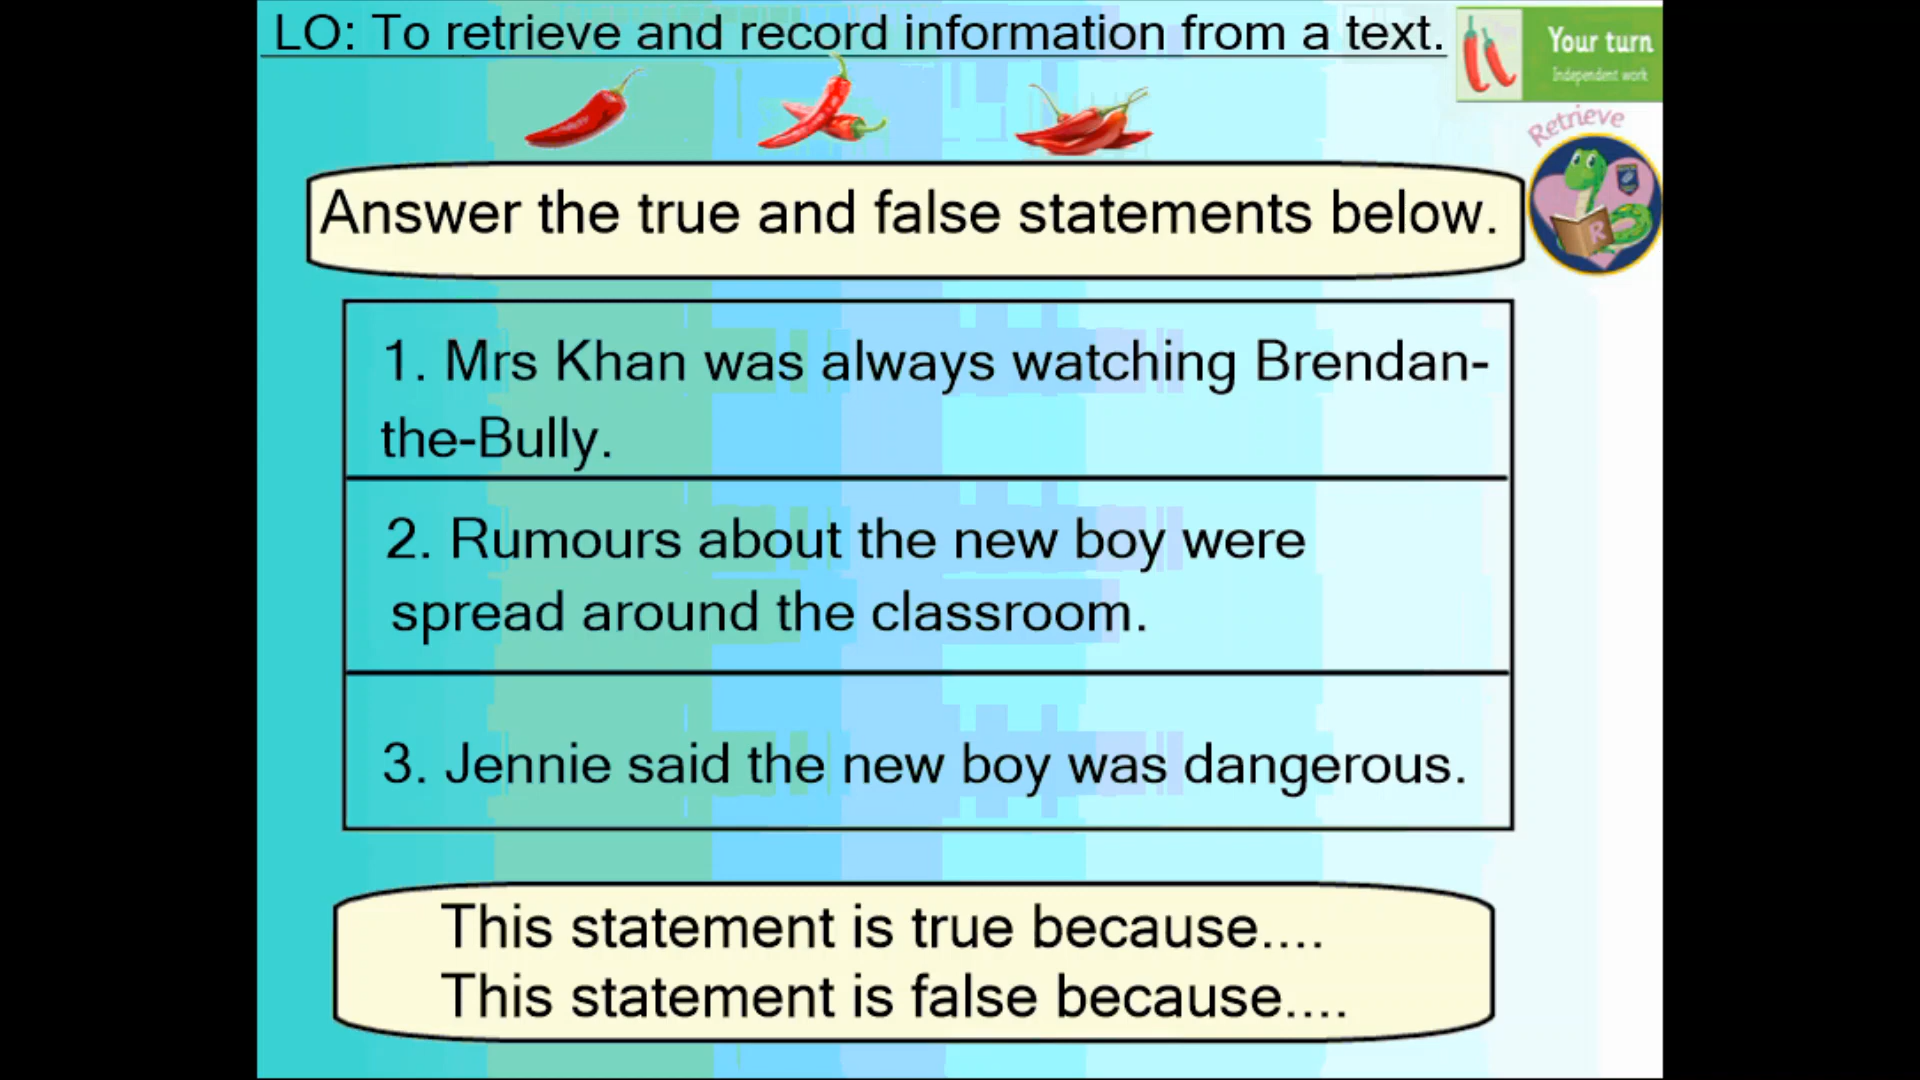 LO: To retrieve and record information from a text.
Your turn
Independent work
Retrieve
Answer the true and false statements below.
R
1. Mrs Khan was always watching Brendan-
the-Bully.
2. Rumours about the new boy were
spread around the classroom.
3. Jennie said the new boy was dangerous.
This statement is true because....
This statement is false because....